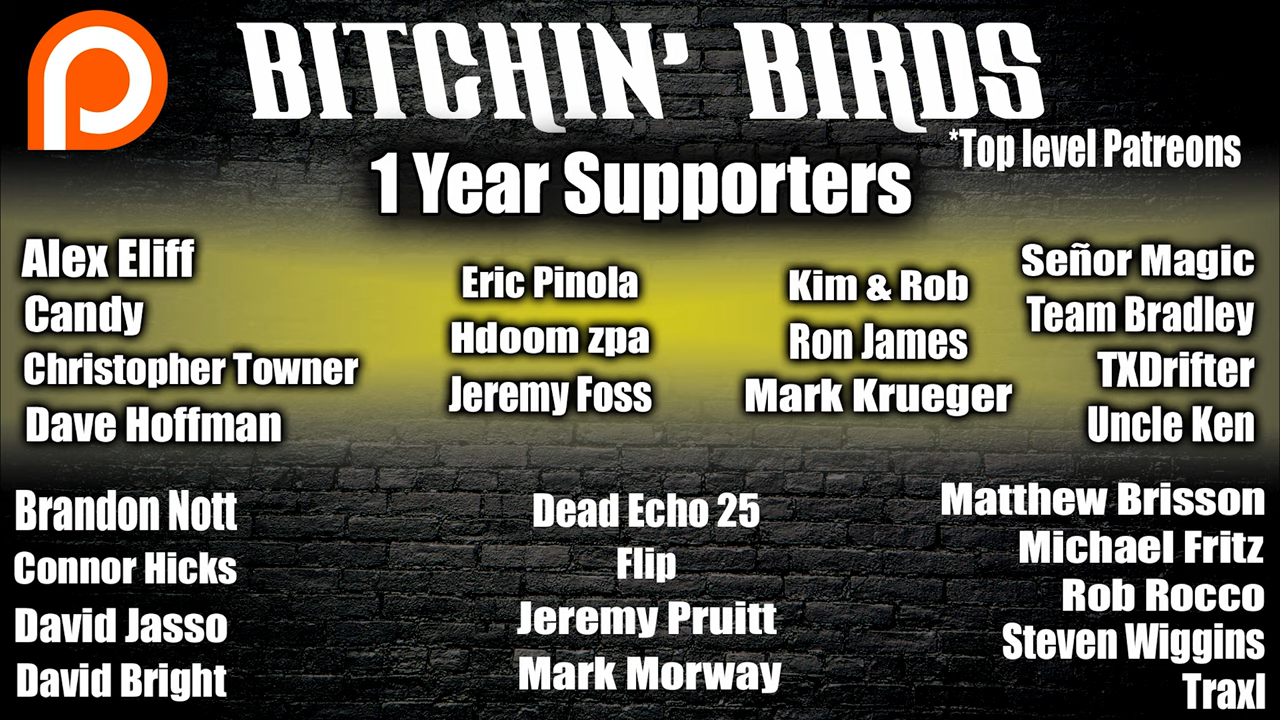 BITCHIN' BIRDS
*Top level Patreons
1 Year Supporters
Alex Eliff
Candy
Christopher Towner
Dave Hoffman
Eric Pinola
Hdoom zpa
Jeremy Foss
Kim & Rob
Ron James
Mark Krueger
Señor Magic
Team Bradley
TXDrifter
Uncle Ken
Brandon Nott
Connor Hicks
David Jasso
David Bright
Dead Echo 25
Flip
Jeremy Pruitt
Mark Morway
Matthew Brisson
Michael Fritz
Rob Rocco
Steven Wiggins
Traxl